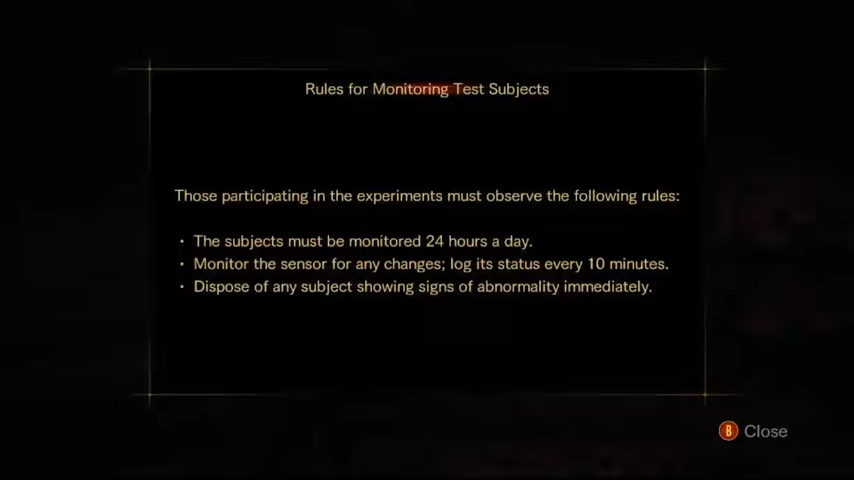 Rules for Monitoring Test Subjects
Those participating in the experiments must observe the following rules:
· The subjects must be monitored 24 hours a day.
· Monitor the sensor for any changes; log its status every 10 minutes.
· Dispose of any subject showing signs of abnormality immediately.
B Close